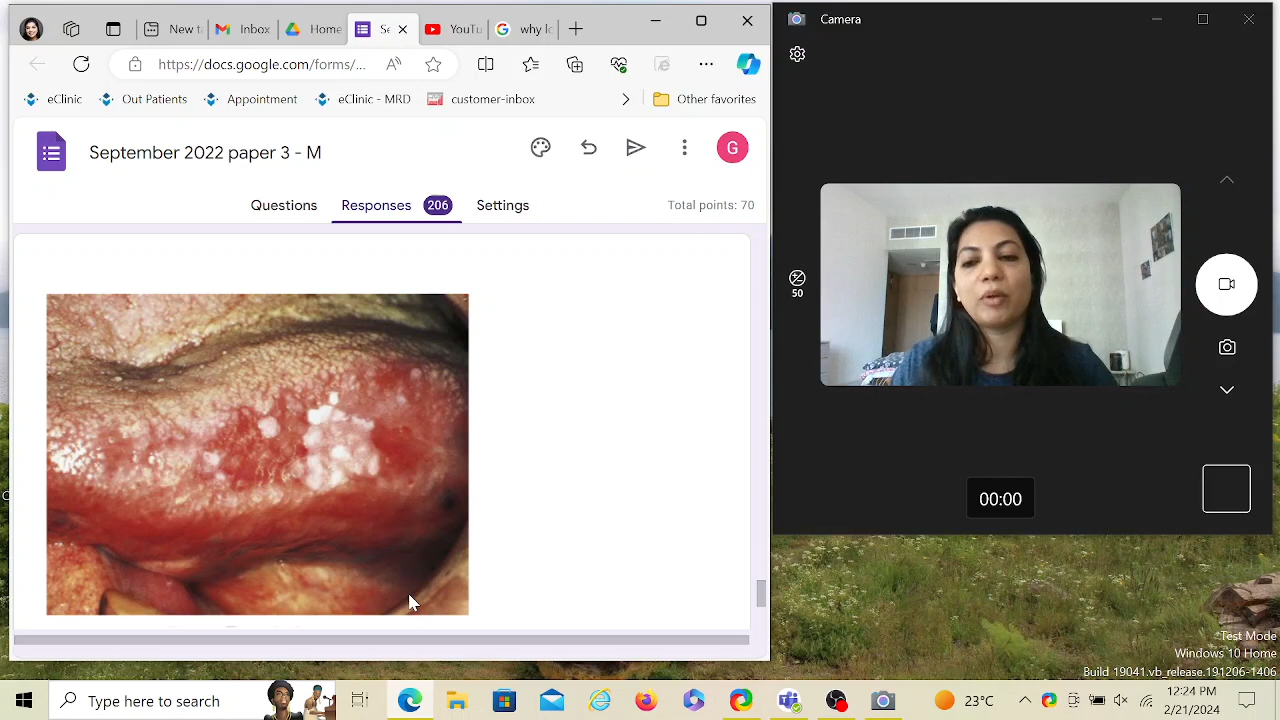 New t
Inbox
Home
Se
YouTu
why lo
Camera
https://docs.google.com/forms/...
eClinic
Out Patients
Appointment
eClinic - MRD
customer-inbox
Other favorites
September 2022 paper 3 - M
G
Questions
Responses
206
Settings
Total points: 70
50
00:00
Test Mode
Windows 10 Home
Build 19041.vb_release.191206-1406
Type here to search
23°C
12:24 PM
2/21/2024